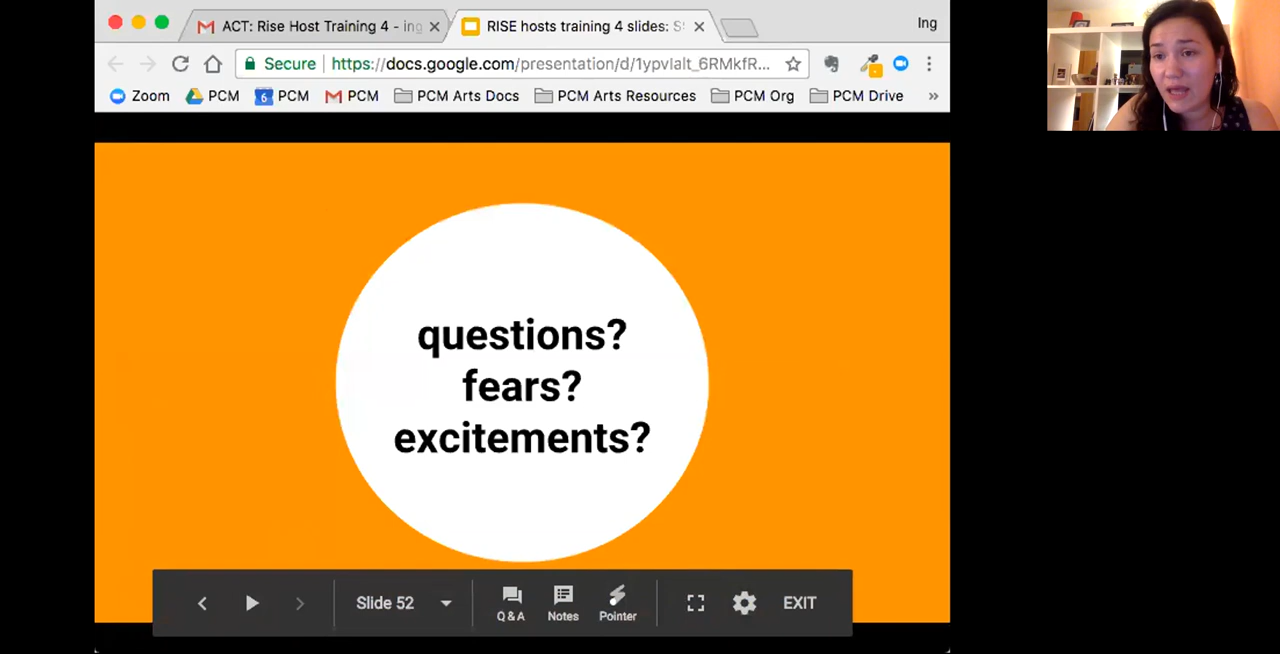 ACT: Rise Host Training 4 - ing
RISE hosts training 4 slides: S
Ing
Secure
https://docs.google.com/presentation/d/1ypvlalt_6RMkfR...
Zoom
PCM
6
PCM
PCM
PCM Arts Docs
PCM Arts Resources
PCM Org
PCM Drive
»
questions?
fears?
excitements?
Slide 52
Q & A
Notes
Pointer
EXIT